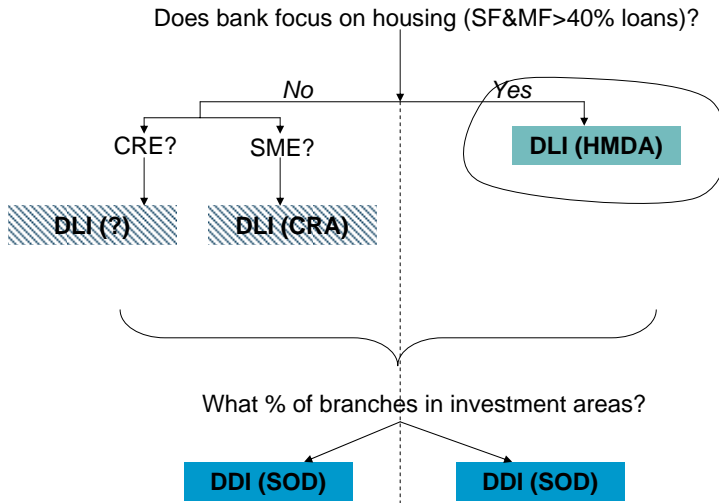 Does bank focus on housing (SF&MF>40% loans)?
No
Yes
CRE?
SME?
DLI (HMDA)
DLI (?)
DLI (CRA)
What % of branches in investment areas?
DDI (SOD)
DDI (SOD)